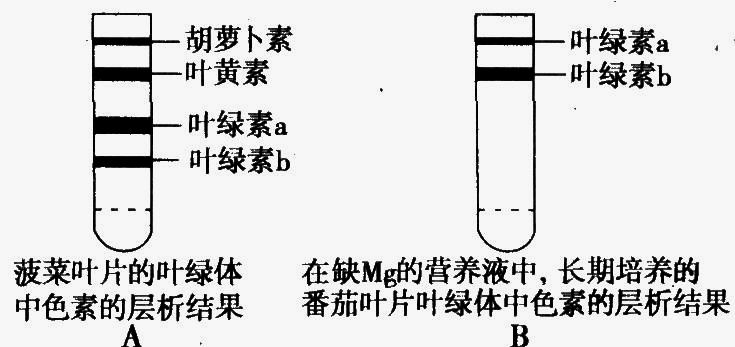 胡萝卜素
叶黄素
叶绿素a
叶绿素b
叶绿素a
叶绿素b
菠菜叶片的叶绿体
中色素的层析结果
A
在缺Mg的营养液中，长期培养的
番茄叶片叶绿体中色素的层析结果
B